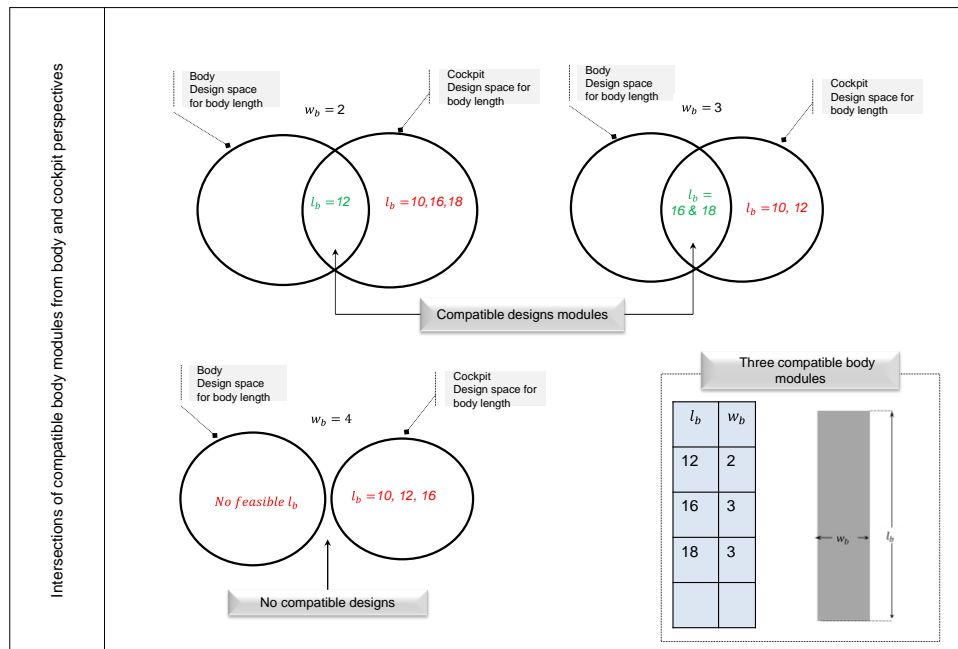 Intersections of compatible body modules from body and cockpit perspectives
Body
Design space
for body length
w_b = 2
Cockpit
Design space for
body length
l_b = 12
l_b = 10,16,18
Body
Design space
for body length
w_b = 3
Cockpit
Design space for
body length
l_b =
16 & 18
l_b = 10, 12
Compatible designs modules
Body
Design space
for body length
w_b = 4
Cockpit
Design space for
body length
No feasible l_b
l_b = 10, 12, 16
No compatible designs
Three compatible body
modules
l_b w_b
12 2
16 3
18 3
w_b
l_b